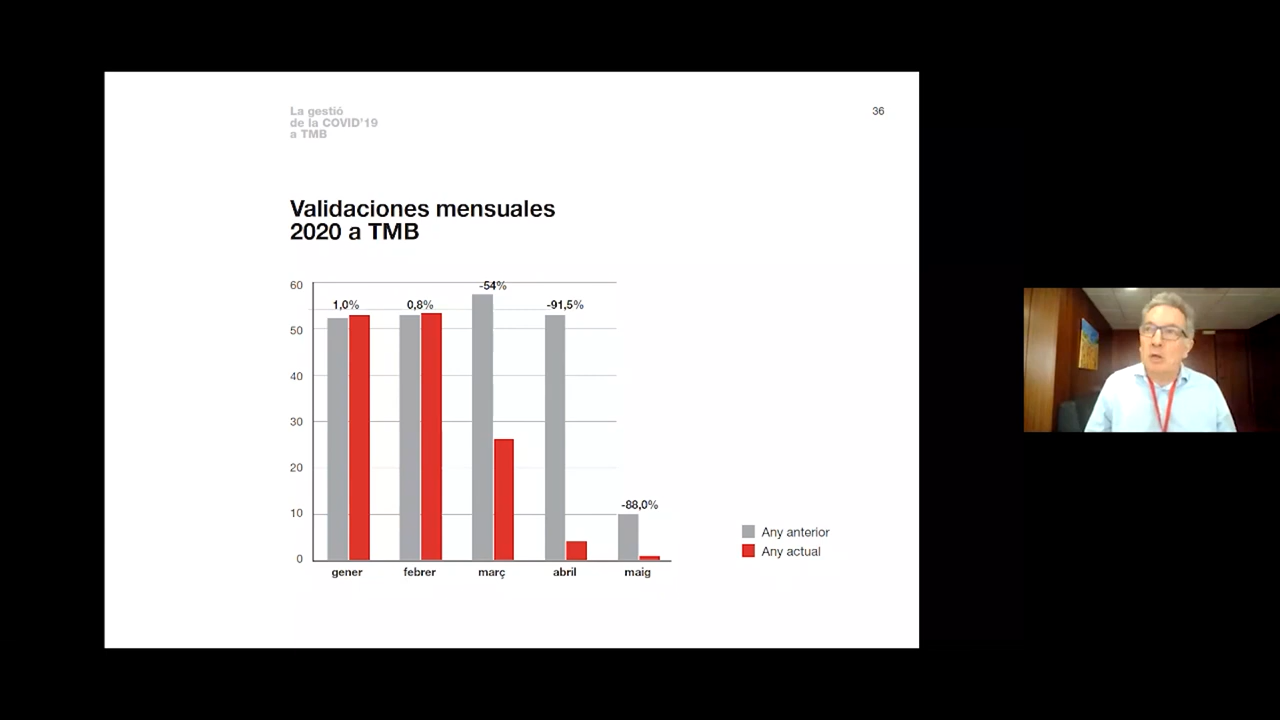 La gestió
de la COVID'19
a TMB
36
Validaciones mensuales
2020 a TMB
60
50
40
30
20
10
0
1,0%
0,8%
-54%
-91,5%
-88,0%
gener
febrer
març
abril
maig
Any anterior
Any actual